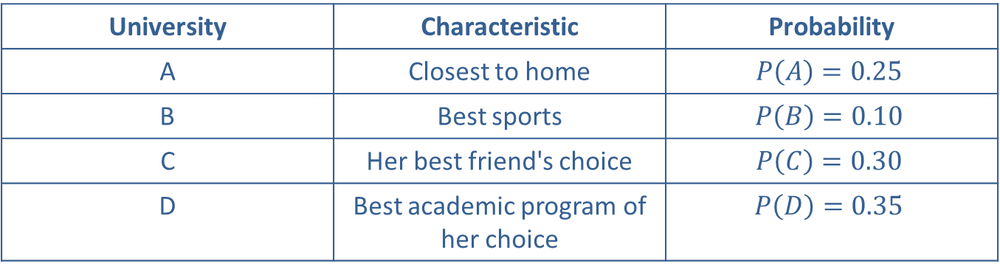 University Characteristic Probability
A Closest to home P(A) = 0.25
B Best sports P(B) = 0.10
C Her best friend's choice P(C) = 0.30
D Best academic program of P(D) = 0.35
her choice